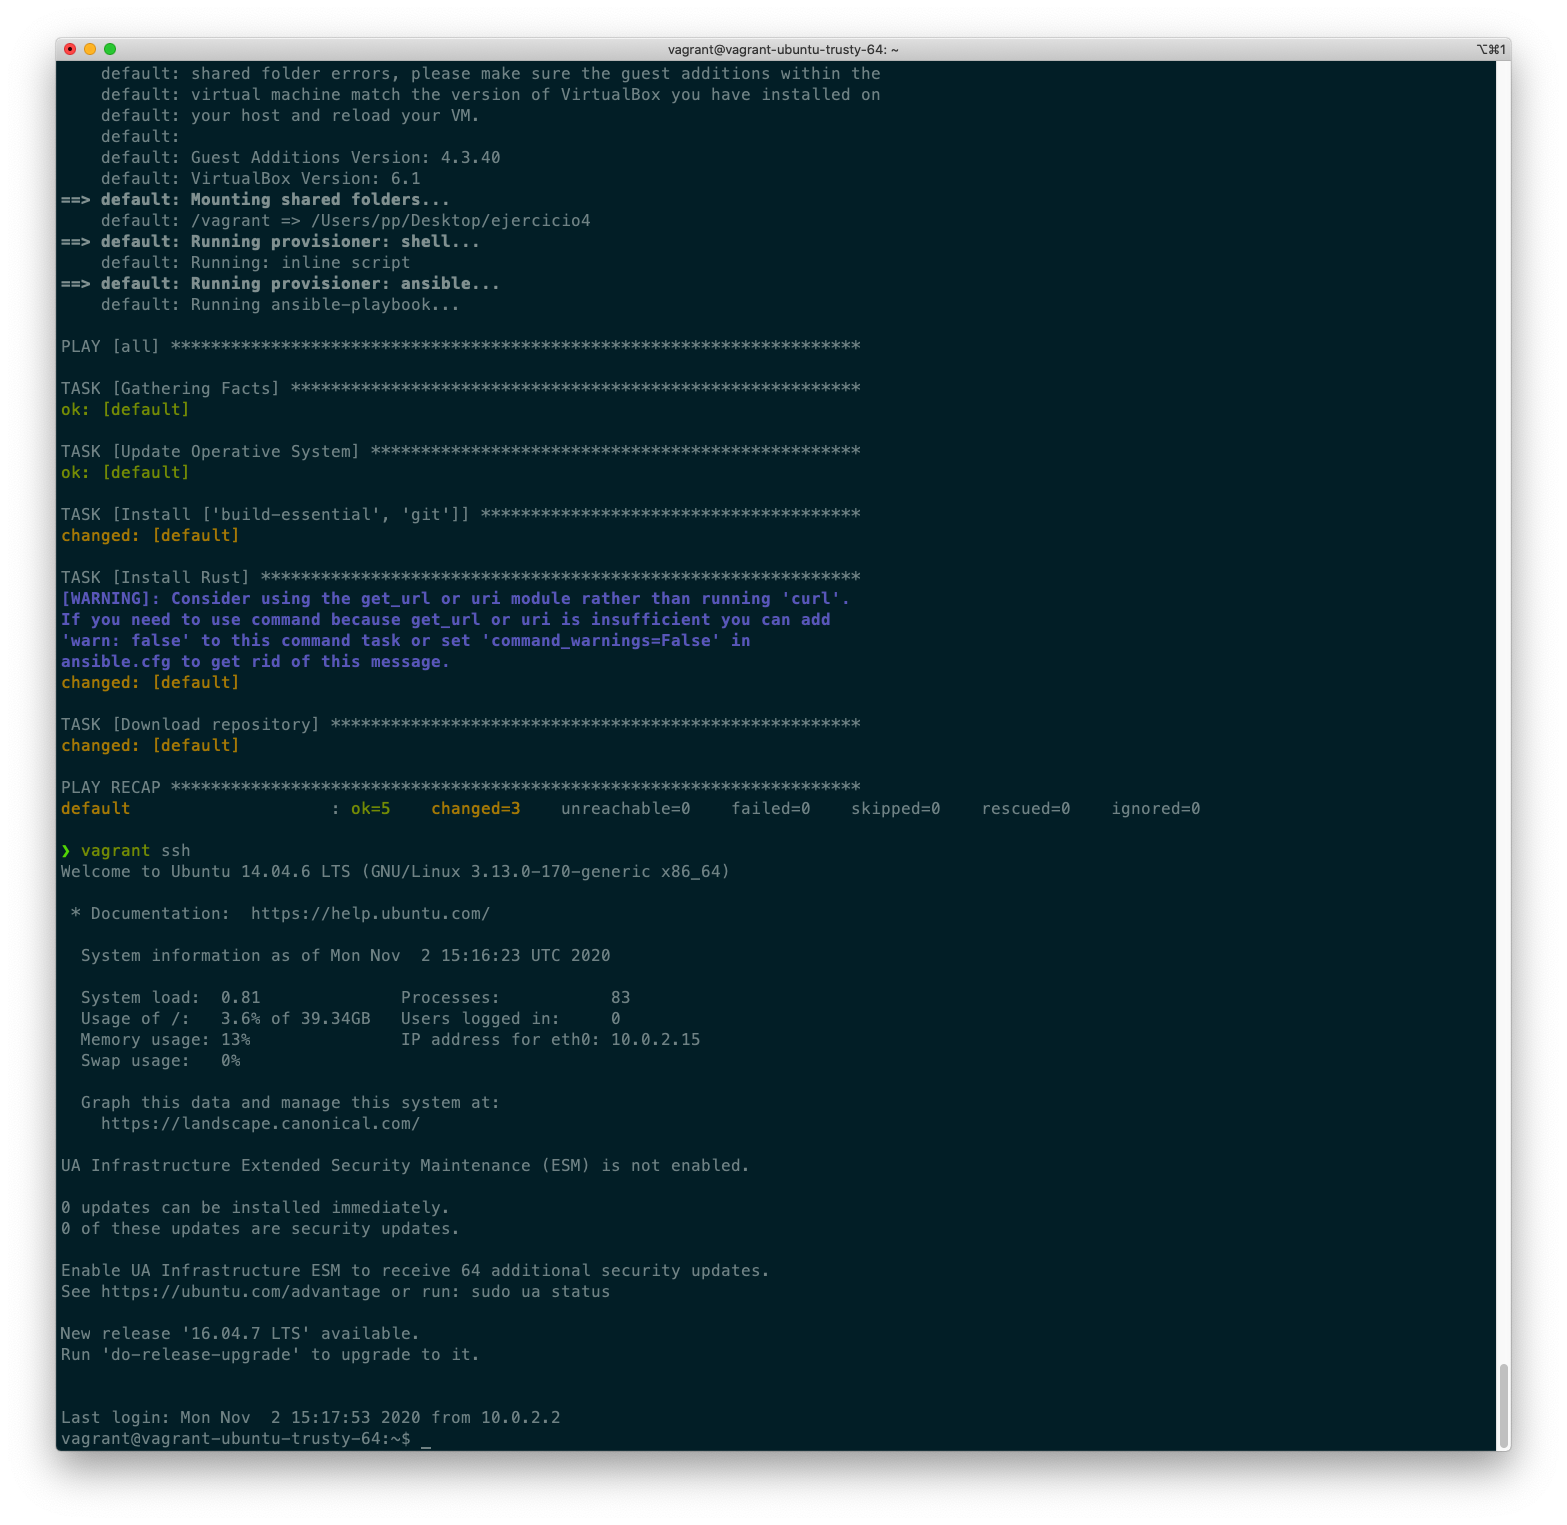 vagrant@vagrant-ubuntu-trusty-64: ~
⌥⌘1
default: shared folder errors, please make sure the guest additions within the
default: virtual machine match the version of VirtualBox you have installed on
default: your host and reload your VM.
default:
default: Guest Additions Version: 4.3.40
default: VirtualBox Version: 6.1
==> default: Mounting shared folders...
default: /vagrant => /Users/pp/Desktop/ejercicio4
==> default: Running provisioner: shell...
default: Running: inline script
==> default: Running provisioner: ansible...
default: Running ansible-playbook...
PLAY [all] *********************************************************************
TASK [Gathering Facts] *********************************************************
ok: [default]
TASK [Update Operative System] *************************************************
ok: [default]
TASK [Install ['build-essential', 'git']] **************************************
changed: [default]
TASK [Install Rust] ************************************************************
[WARNING]: Consider using the get_url or uri module rather than running 'curl'.
If you need to use command because get_url or uri is insufficient you can add
'warn: false' to this command task or set 'command_warnings=False' in
ansible.cfg to get rid of this message.
changed: [default]
TASK [Download repository] *****************************************************
changed: [default]
PLAY RECAP *********************************************************************
default                    : ok=5    changed=3    unreachable=0    failed=0    skipped=0    rescued=0    ignored=0
❯ vagrant ssh
Welcome to Ubuntu 14.04.6 LTS (GNU/Linux 3.13.0-170-generic x86_64)
* Documentation:  https://help.ubuntu.com/
System information as of Mon Nov  2 15:16:23 UTC 2020
System load:  0.81              Processes:           83
Usage of /:   3.6% of 39.34GB   Users logged in:     0
Memory usage: 13%               IP address for eth0: 10.0.2.15
Swap usage:   0%
Graph this data and manage this system at:
https://landscape.canonical.com/
UA Infrastructure Extended Security Maintenance (ESM) is not enabled.
0 updates can be installed immediately.
0 of these updates are security updates.
Enable UA Infrastructure ESM to receive 64 additional security updates.
See https://ubuntu.com/advantage or run: sudo ua status
New release '16.04.7 LTS' available.
Run 'do-release-upgrade' to upgrade to it.
Last login: Mon Nov  2 15:17:53 2020 from 10.0.2.2
vagrant@vagrant-ubuntu-trusty-64:~$ _